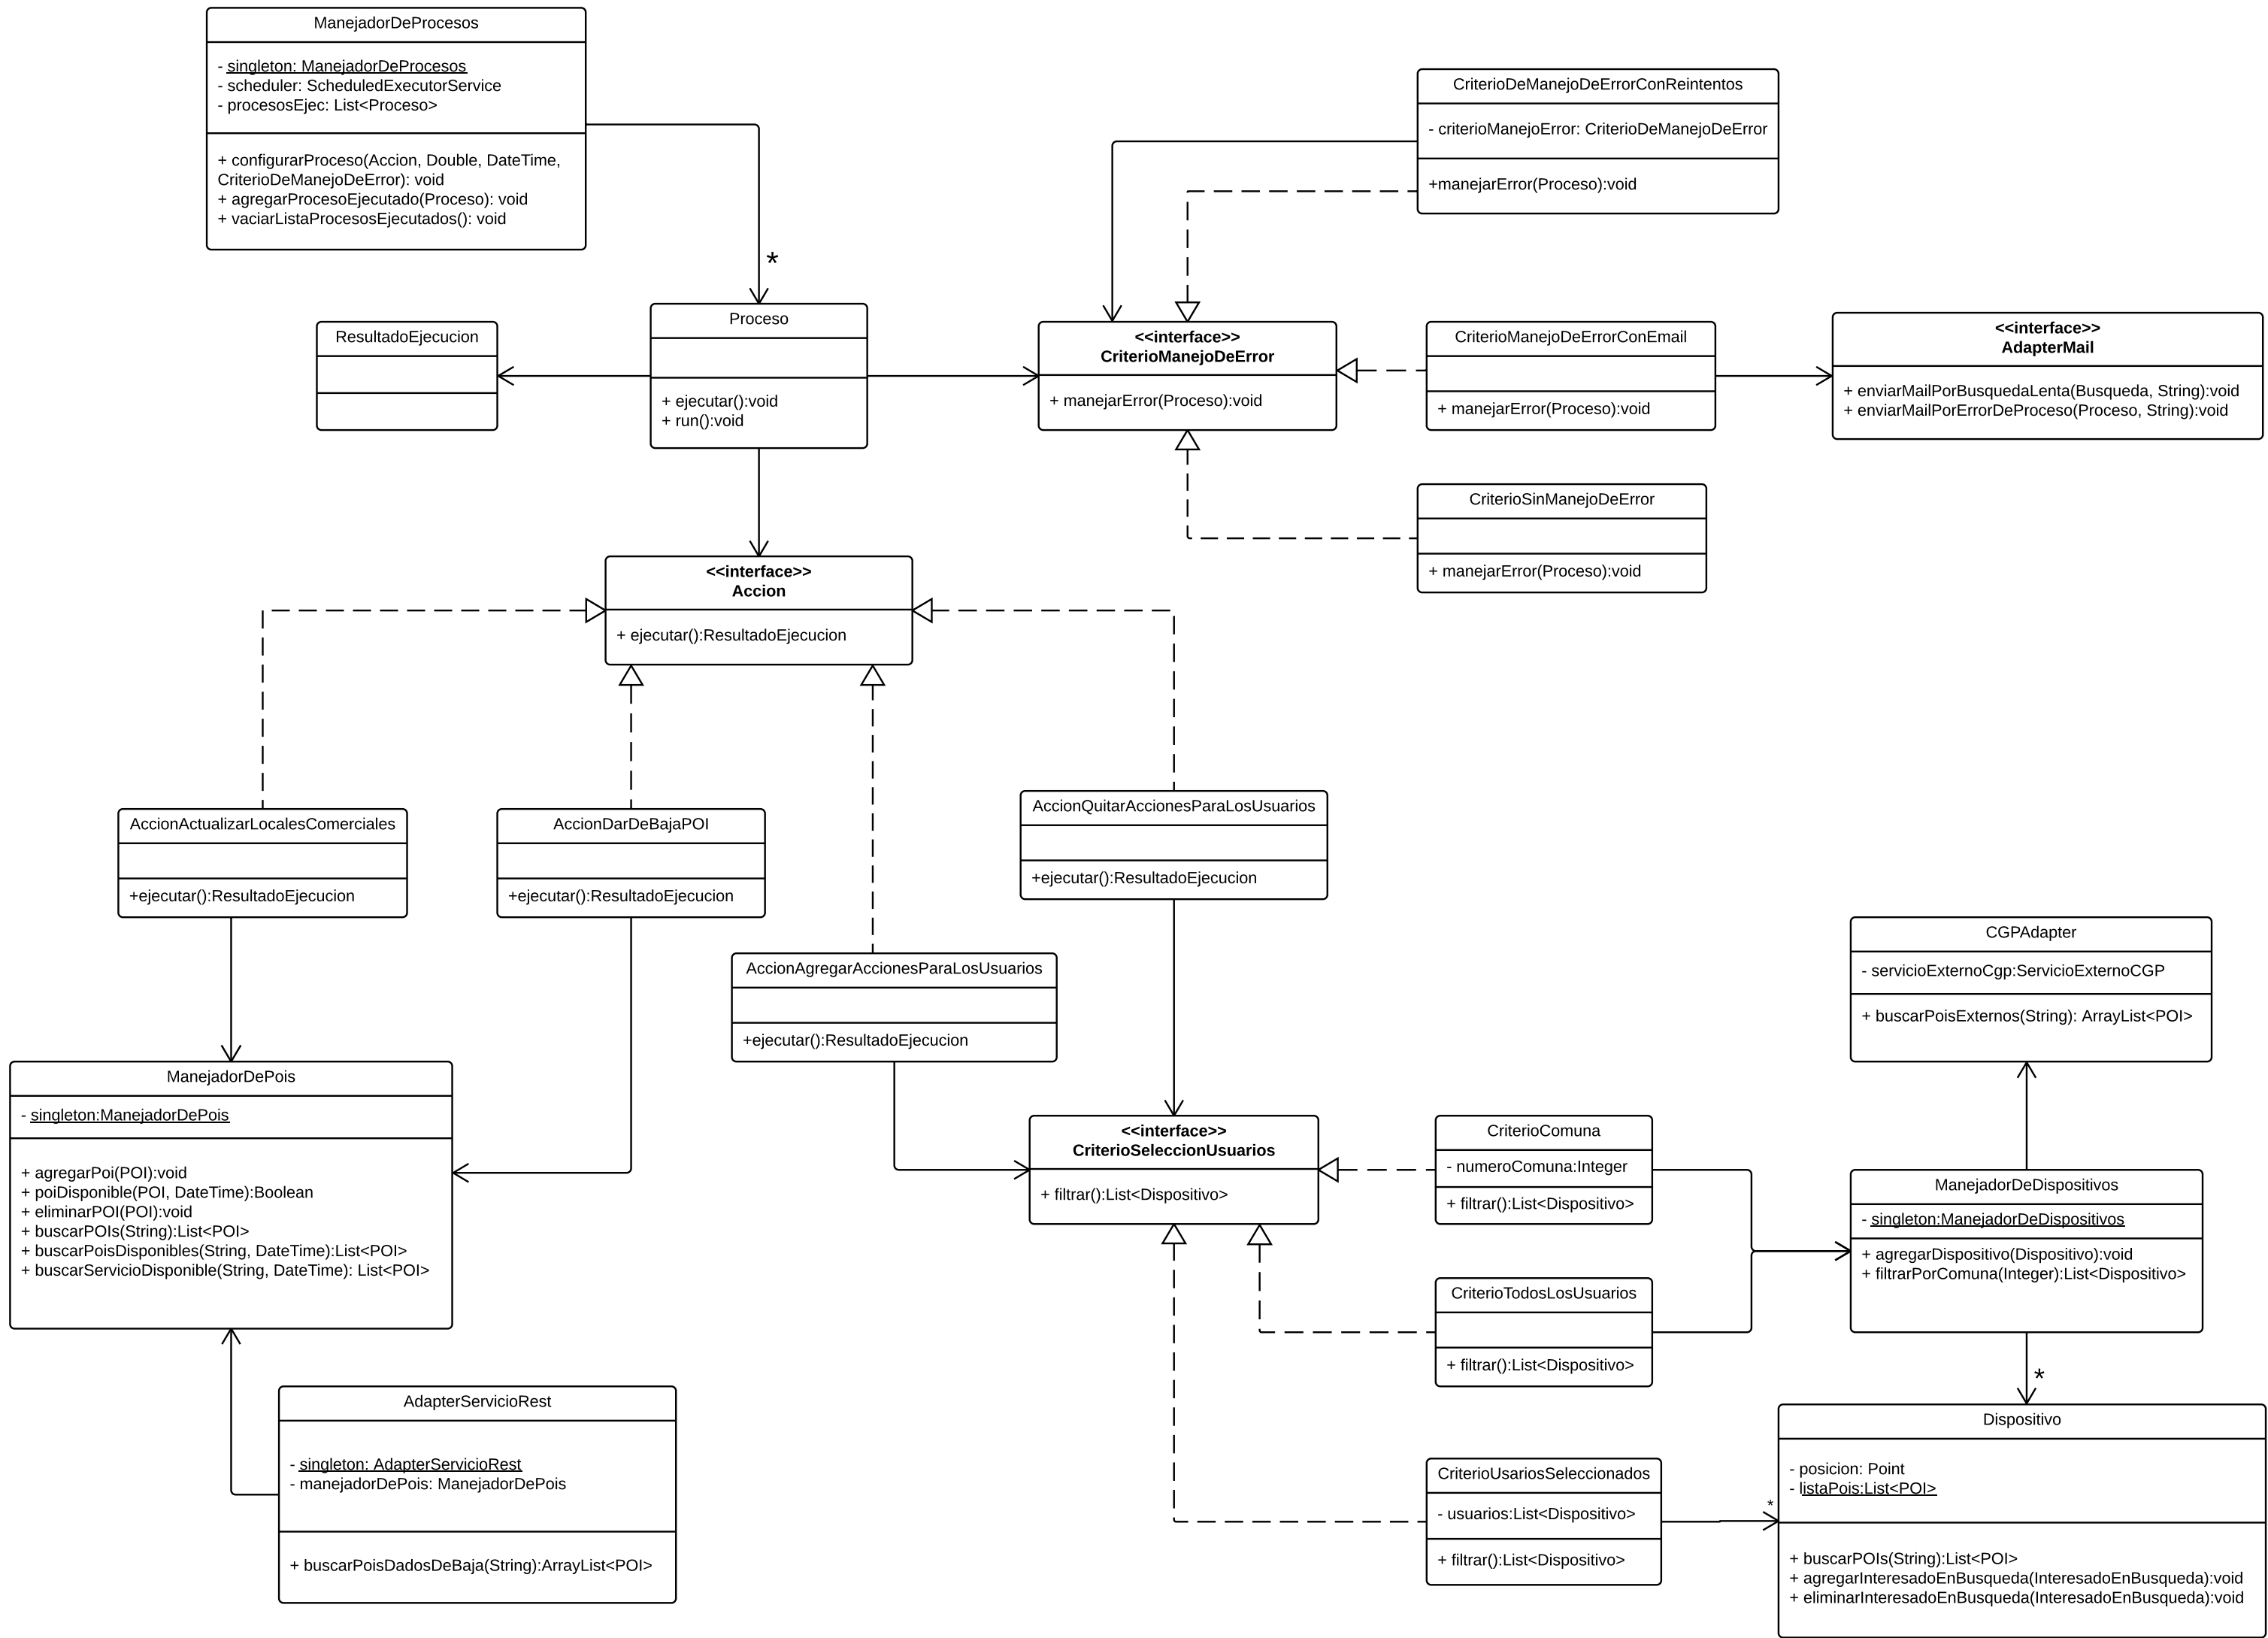 ManejadorDeProcesos
- singleton: ManejadorDeProcesos
- scheduler: ScheduledExecutorService
- procesosEjec: List<Proceso>
+ configurarProceso(Accion, Double, DateTime,
CriterioDeManejoDeError): void
+ agregarProcesoEjecutado(Proceso): void
+ vaciarListaProcesosEjecutados(): void
*
CriterioDeManejoDeErrorConReintentos
- criterioManejoError: CriterioDeManejoDeError
+manejarError(Proceso):void
ResultadoEjecucion
Proceso
+ ejecutar():void
+ run():void
<<interface>>
CriterioManejoDeError
+ manejarError(Proceso):void
CriterioManejoDeErrorConEmail
+ manejarError(Proceso):void
<<interface>>
AdapterMail
+ enviarMailPorBusquedaLenta(Busqueda, String):void
+ enviarMailPorErrorDeProceso(Proceso, String):void
CriterioSinManejoDeError
+ manejarError(Proceso):void
<<interface>>
Accion
+ ejecutar():ResultadoEjecucion
AccionActualizarLocalesComerciales
+ejecutar():ResultadoEjecucion
AccionDarDeBajaPOI
+ejecutar():ResultadoEjecucion
AccionQuitarAccionesParaLosUsuarios
+ejecutar():ResultadoEjecucion
AccionAgregarAccionesParaLosUsuarios
+ejecutar():ResultadoEjecucion
CGPAdapter
- servicioExternoCgp:ServicioExternoCGP
+ buscarPoisExternos(String): ArrayList<POI>
ManejadorDePois
- singleton:ManejadorDePois
+ agregarPoi(POI):void
+ poiDisponible(POI, DateTime):Boolean
+ eliminarPOI(POI):void
+ buscarPOIs(String):List<POI>
+ buscarPoisDisponibles(String, DateTime):List<POI>
+ buscarServicioDisponible(String, DateTime): List<POI>
<<interface>>
CriterioSeleccionUsuarios
+ filtrar():List<Dispositivo>
CriterioComuna
- numeroComuna:Integer
+ filtrar():List<Dispositivo>
ManejadorDeDispositivos
- singleton:ManejadorDeDispositivos
+ agregarDispositivo(Dispositivo):void
+ filtrarPorComuna(Integer):List<Dispositivo>
CriterioTodosLosUsuarios
+ filtrar():List<Dispositivo>
*
AdapterServicioRest
- singleton: AdapterServicioRest
- manejadorDePois: ManejadorDePois
+ buscarPoisDadosDeBaja(String):ArrayList<POI>
CriterioUsariosSeleccionados
- usuarios:List<Dispositivo>
+ filtrar():List<Dispositivo>
*
Dispositivo
- posicion: Point
- listaPois:List<POI>
+ buscarPOIs(String):List<POI>
+ agregarInteresadoEnBusqueda(InteresadoEnBusqueda):void
+ eliminarInteresadoEnBusqueda(InteresadoEnBusqueda):void